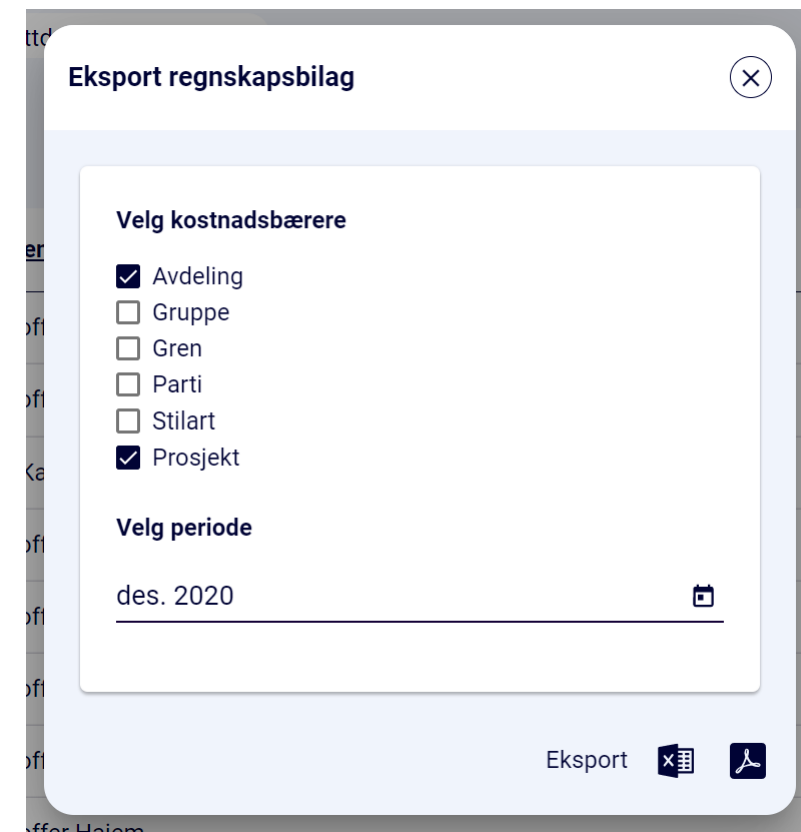 Eksport regnskapsbilag
Velg kostnadsbærere
Avdeling
Gruppe
Gren
Parti
Stilart
Prosjekt
Velg periode
des. 2020
Eksport